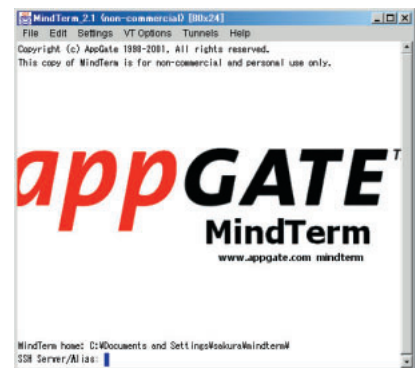 MindTerm 2.1 (non-commercial) [80x24]
File Edit Settings VT Options Tunnels Help
Copyright (c) AppGate 1998-2001. All rights reserved.
This copy of MindTerm is for non-commercial and personal use only.
appGATE T
MindTerm
www.appgate.com mindterm
MindTerm home: C:¥Documents and Settings¥sakura¥mindterm¥
SSH Server/Alias: